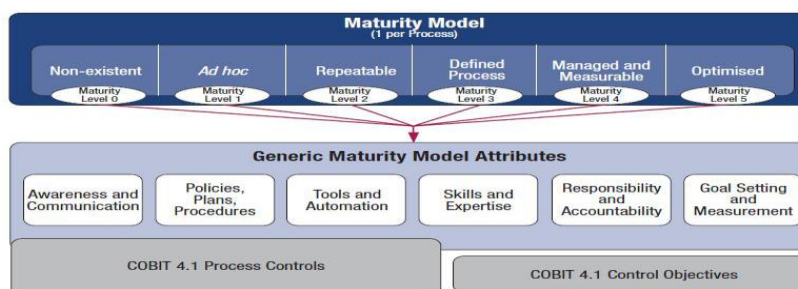 Maturity Model
(1 per Process)
Non-existent
Ad hoc
Repeatable
Defined
Process
Managed and
Measurable
Optimised
Maturity
Level 0
Maturity
Level 1
Maturity
Level 2
Maturity
Level 3
Maturity
Level 4
Maturity
Level 5
Generic Maturity Model Attributes
Awareness and
Communication
Policies,
Plans,
Procedures
Tools and
Automation
Skills and
Expertise
Responsibility
and
Accountability
Goal Setting
and
Measurement
COBIT 4.1 Process Controls
COBIT 4.1 Control Objectives